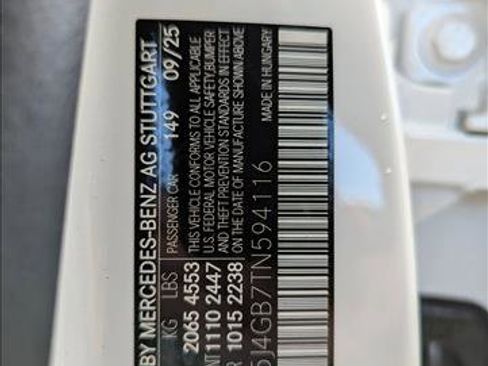 BY MERCEDES-BENZ AG STUTTGART
PASSENGER CAR 149 09/25
KG LBS
2065 4553
NT 1110 2447
R 1015 2238
THIS VEHICLE CONFORMS TO ALL APPLICABLE
U.S. FEDERAL MOTOR VEHICLE SAFETY,BUMPER
AND THEFT PREVENTION STANDARDS IN EFFECT
ON THE DATE OF MANUFACTURE SHOWN ABOVE
MADE IN HUNGARY
5J4GB7TN594116